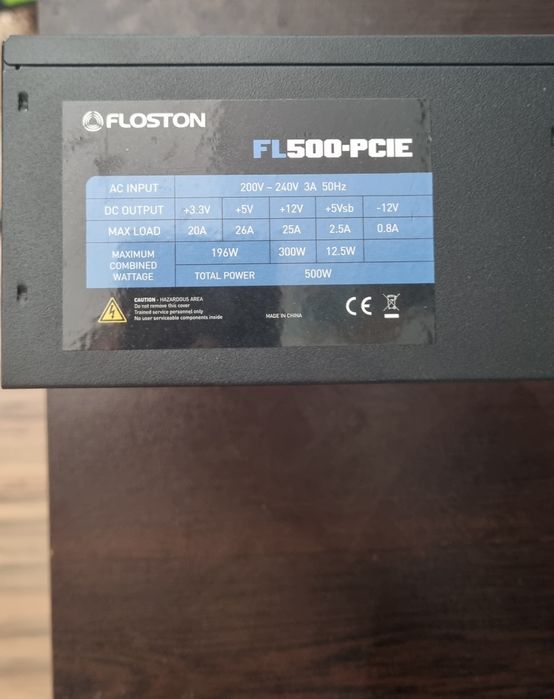 FLOSTON
FL500-PCIE
AC INPUT 200V ~ 240V 3A 50Hz
DC OUTPUT +3.3V +5V +12V +5Vsb -12V
MAX LOAD 20A 26A 25A 2.5A 0.8A
MAXIMUM COMBINED WATTAGE 196W 300W 12.5W
TOTAL POWER 500W
CAUTION - HAZARDOUS AREA
Do not remove this cover
Trained service personnel only
No user serviceable components inside
MADE IN CHINA
CE